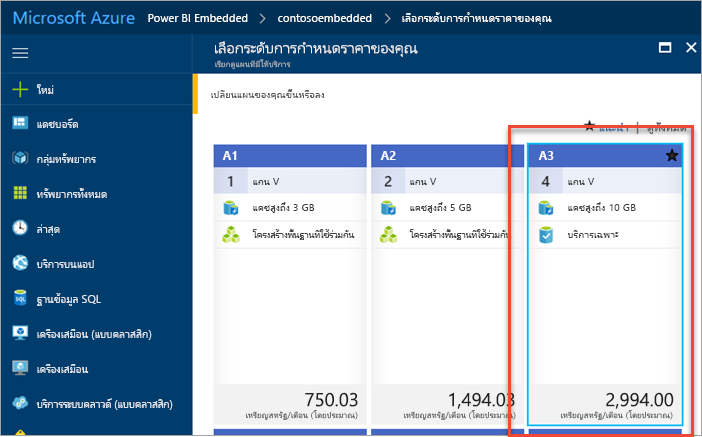 Microsoft Azure Power BI Embedded > contosoembedded > เลือกระดับการกำหนดราคาของคุณ
ใหม่
แดชบอร์ด
กลุ่มทรัพยากร
ทรัพยากรทั้งหมด
ล่าสุด
บริการบนแอป
ฐานข้อมูล SQL
เครื่องเสมือน (แบบคลาสสิก)
เครื่องเสมือน
บริการระบบคลาวด์ (แบบคลาสสิก)
เลือกระดับการกำหนดราคาของคุณ
เรียกดูแผนที่มีให้บริการ
เปลี่ยนแผนของคุณขึ้นหรือลง
แนะนำ | ดูทั้งหมด
A1
1 แกน V
แคชสูงถึง 3 GB
โครงสร้างพื้นฐานที่ใช้ร่วมกัน
750.03
เหรียญสหรัฐ/เดือน (โดยประมาณ)
A2
2 แกน V
แคชสูงถึง 5 GB
โครงสร้างพื้นฐานที่ใช้ร่วมกัน
1,494.03
เหรียญสหรัฐ/เดือน (โดยประมาณ)
A3
4 แกน V
แคชสูงถึง 10 GB
บริการเฉพาะ
2,994.00
เหรียญสหรัฐ/เดือน (โดยประมาณ)